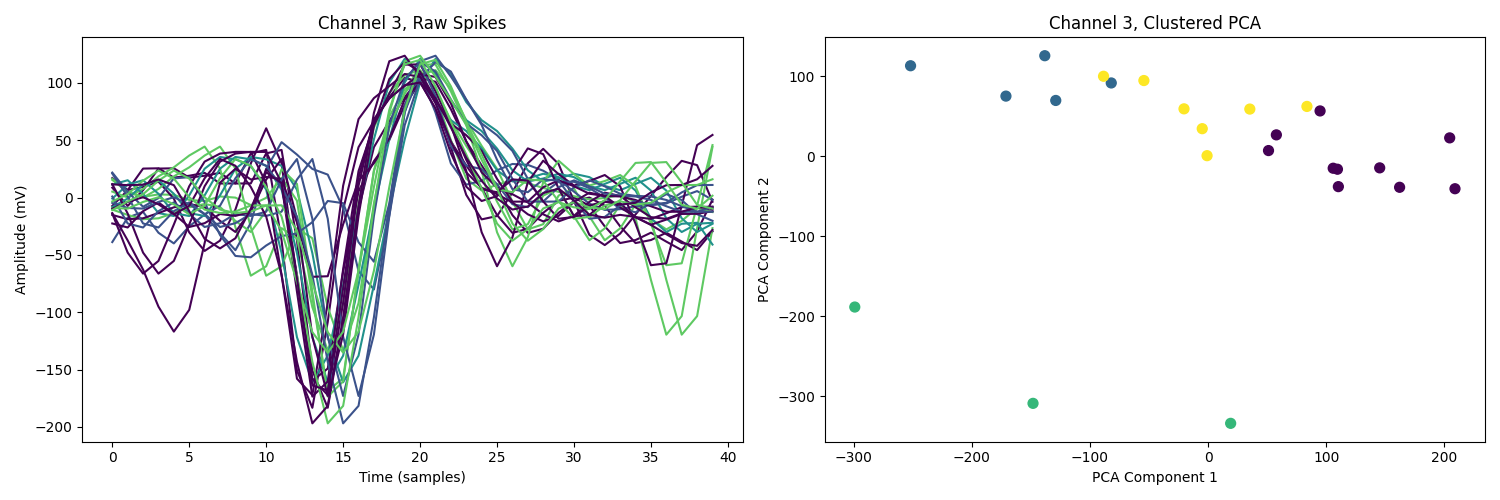 Channel 3, Raw Spikes
Amplitude (mV)
100
50
0
−50
−100
−150
−200
0 5 10 15 20 25 30 35 40
Time (samples)
Channel 3, Clustered PCA
PCA Component 2
100
0
−100
−200
−300
−300 −200 −100 0 100 200
PCA Component 1